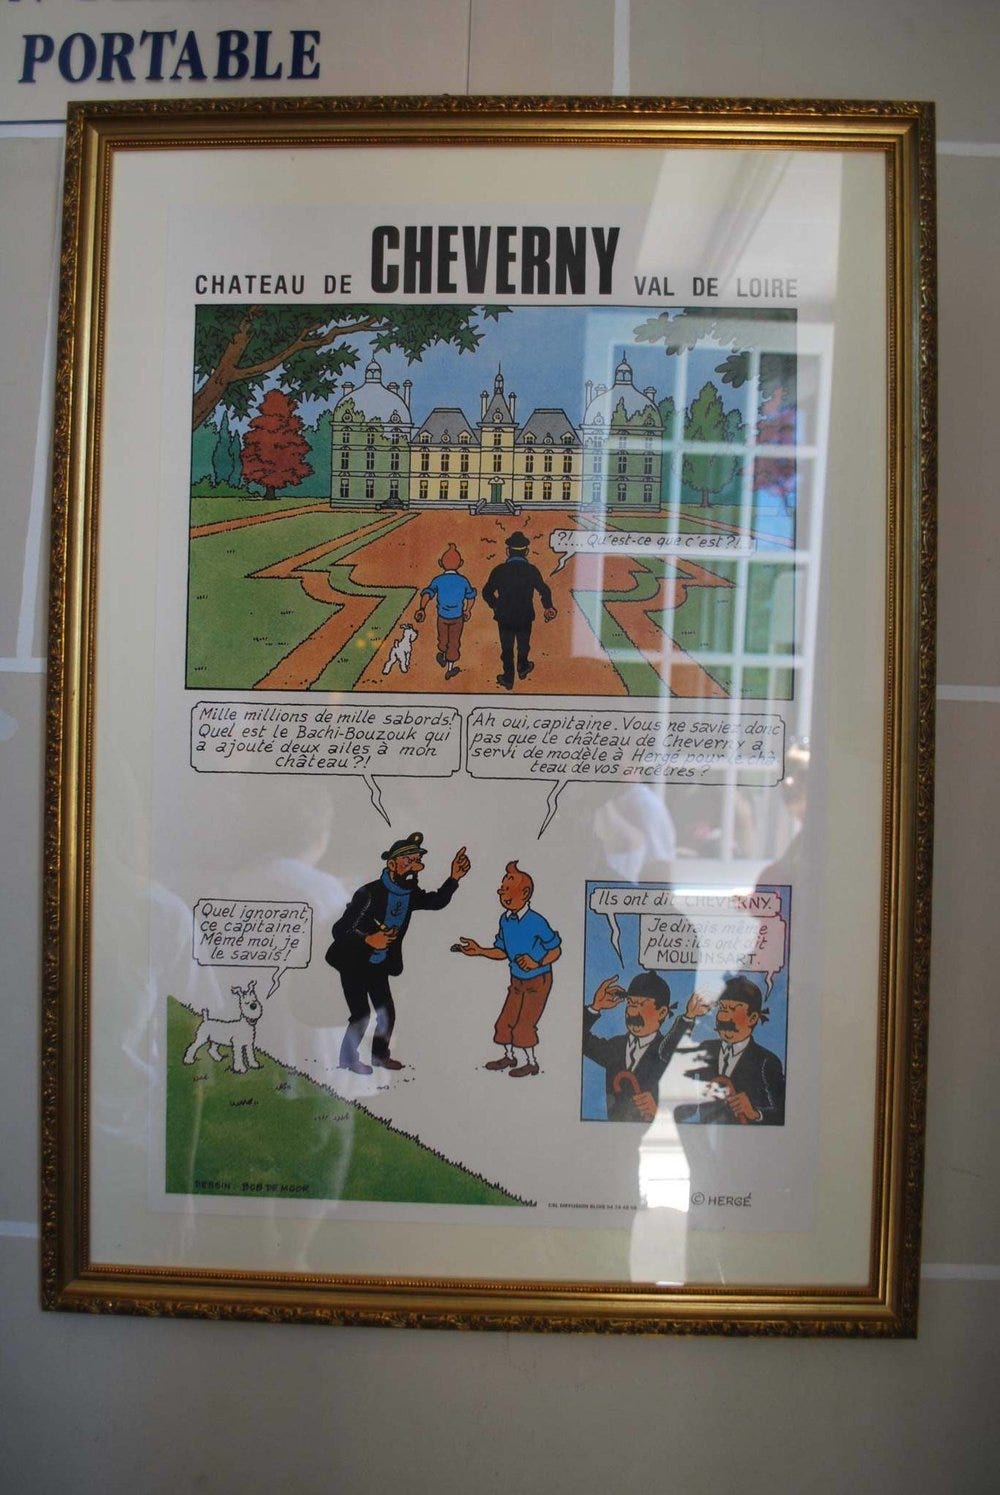 PORTABLE
CHATEAU DE CHEVERNY VAL DE LOIRE
?!... Qu'est-ce que c'est?!
Mille millions de mille sabords!
Quel est le Bachi-Bouzouk qui
a ajouté deux ailes à mon
château?!
Ah oui, capitaine. Vous ne saviez donc
pas que le château de Cheverny a
servi de modèle à Hergé pour le châ-
teau de vos ancêtres?
Quel ignorant,
ce capitaine.
Même moi, je
le savais!
Ils ont dit CHEVERNY.
Je dirais même
plus: ils ont dit
MOULINSART.
DESSIN: BOB DE MOOR
© HERGÉ